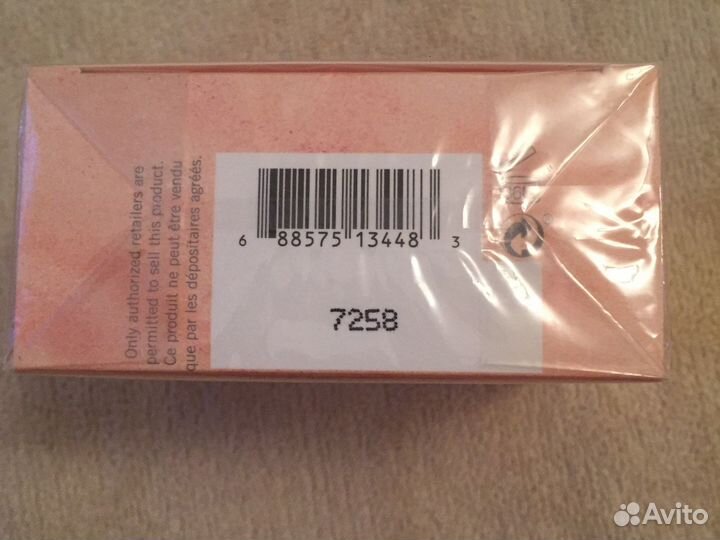 Only authorized retailers are
permitted to sell this product.
Ce produit ne peut être vendu
que par les dépositaires agréés.
6 88575 13448 3
7258
Avito